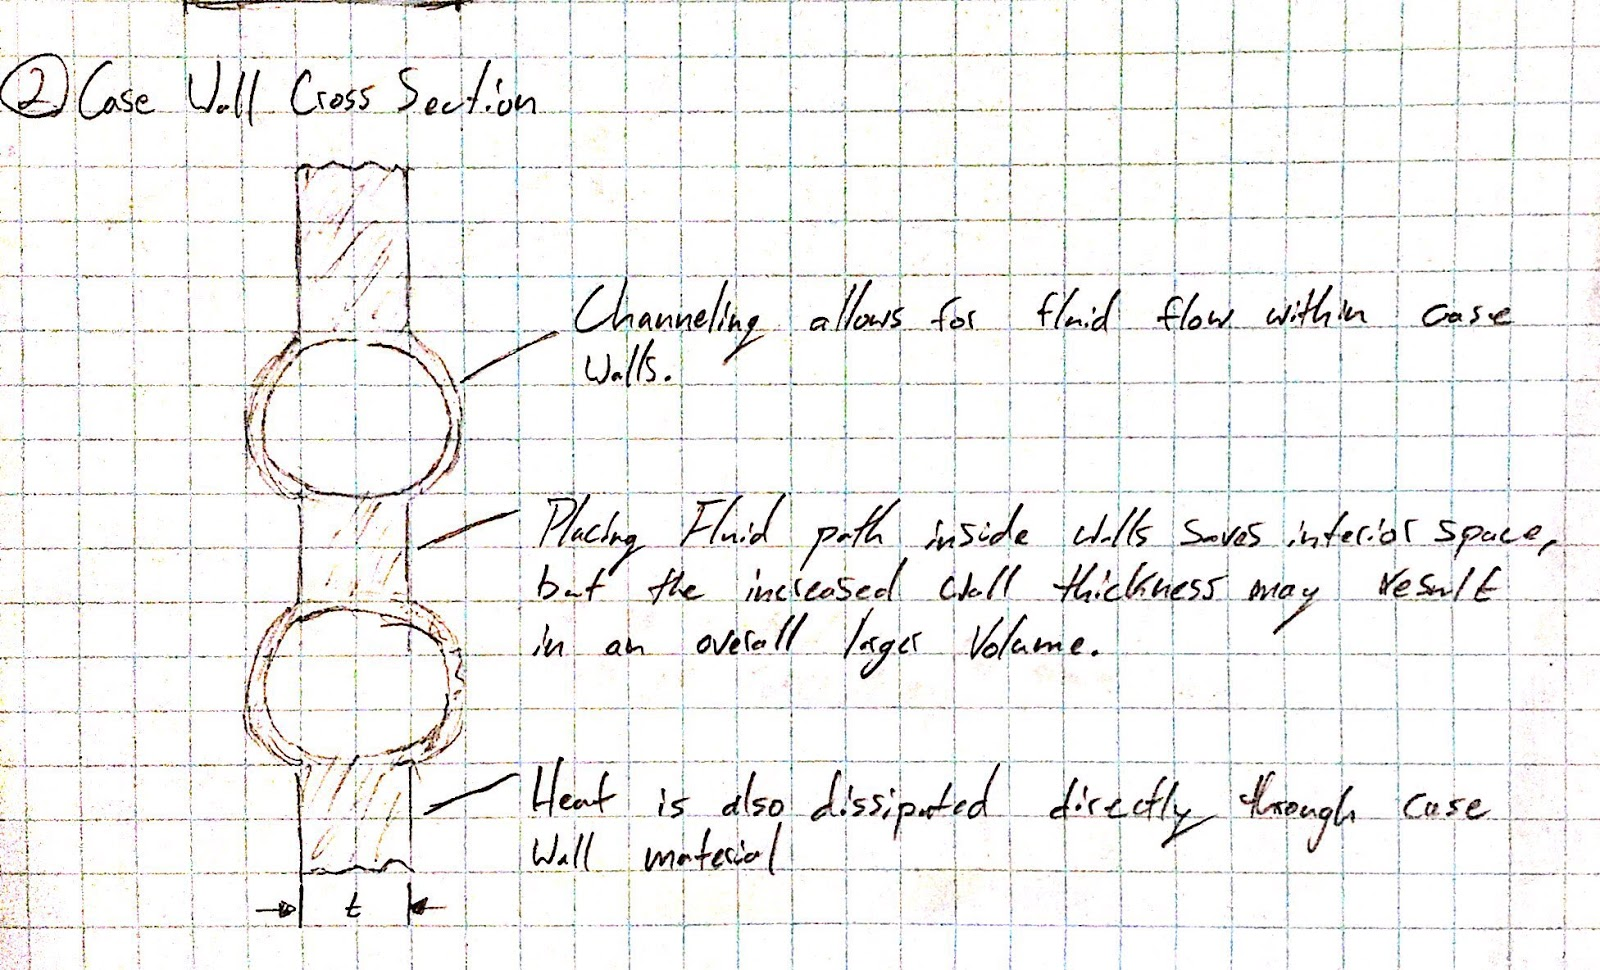 ② Case Wall Cross Section
Channeling allows for fluid flow within case
walls.
Placing Fluid path inside walls saves interior space,
but the increased wall thickness may result
in an overall larger volume.
Heat is also dissipated directly through case
wall material
t